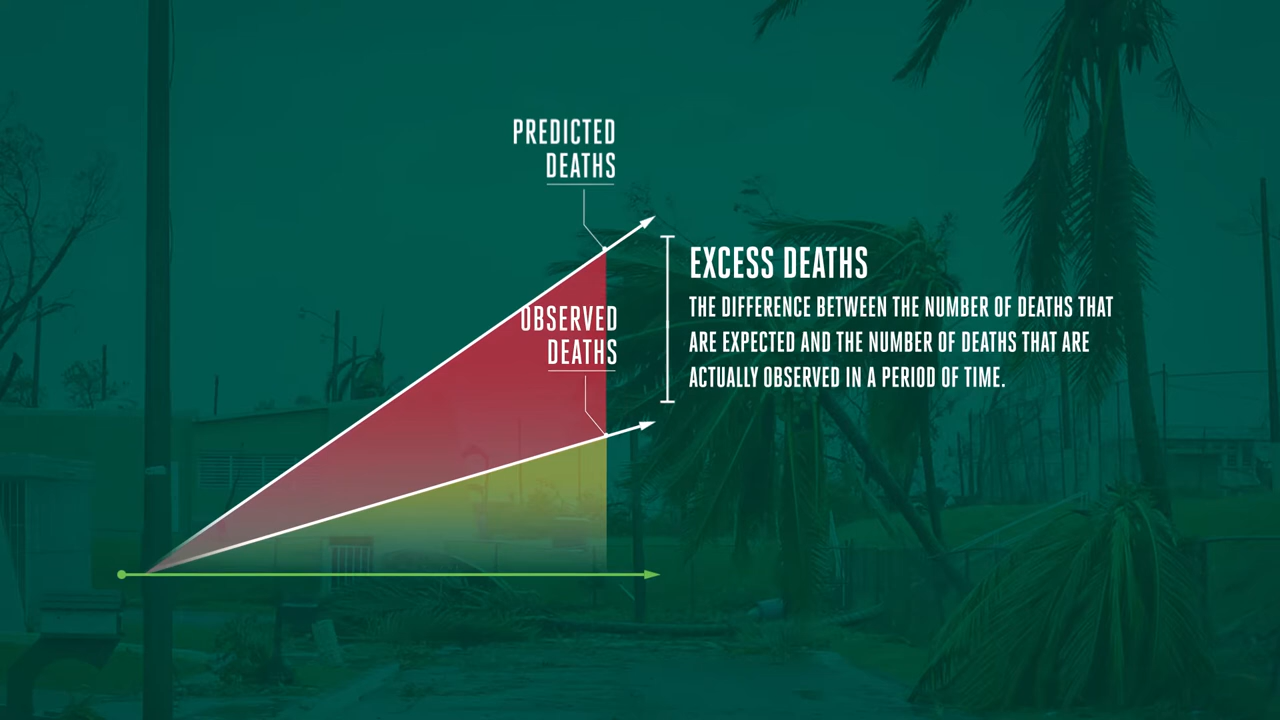 PREDICTED
DEATHS
OBSERVED
DEATHS
EXCESS DEATHS
THE DIFFERENCE BETWEEN THE NUMBER OF DEATHS THAT
ARE EXPECTED AND THE NUMBER OF DEATHS THAT ARE
ACTUALLY OBSERVED IN A PERIOD OF TIME.